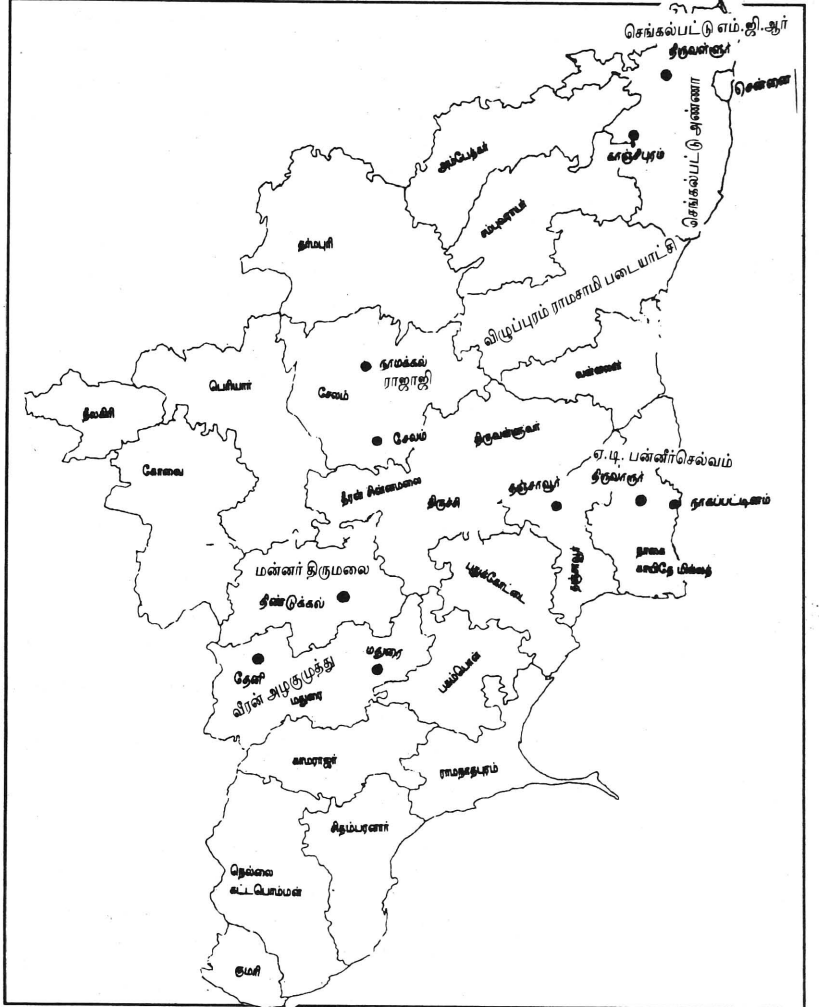 செங்கல்பட்டு எம்.ஜி.ஆர்
திருவள்ளூர்
சென்னை
காஞ்சிபுரம்
செங்கல்பட்டு அண்ணா
அம்பேத்கர்
சம்புவராயர்
தர்மபுரி
விழுப்புரம் ராமசாமி படையாட்சி
நாமக்கல்
ராஜாஜி
சேலம்
பெரியார்
நீலகிரி
வள்ளலார்
சேலம்
திருவள்ளுவர்
கோவை
ஏ.டி. பன்னீர்செல்வம்
திருவாரூர்
தீரன் சின்னமலை
திருச்சி
தஞ்சாவூர்
நாகப்பட்டினம்
நாகை
காயிதே மில்லத்
தஞ்சாவூர்
மன்னர் திருமலை
திண்டுக்கல்
புதுக்கோட்டை
மதுரை
தேனி
வீரன் அழகுமுத்து
மதுரை
பசும்பொன்
காமராஜர்
ராமநாதபுரம்
சிதம்பரனார்
நெல்லை
கட்டபொம்மன்
குமரி